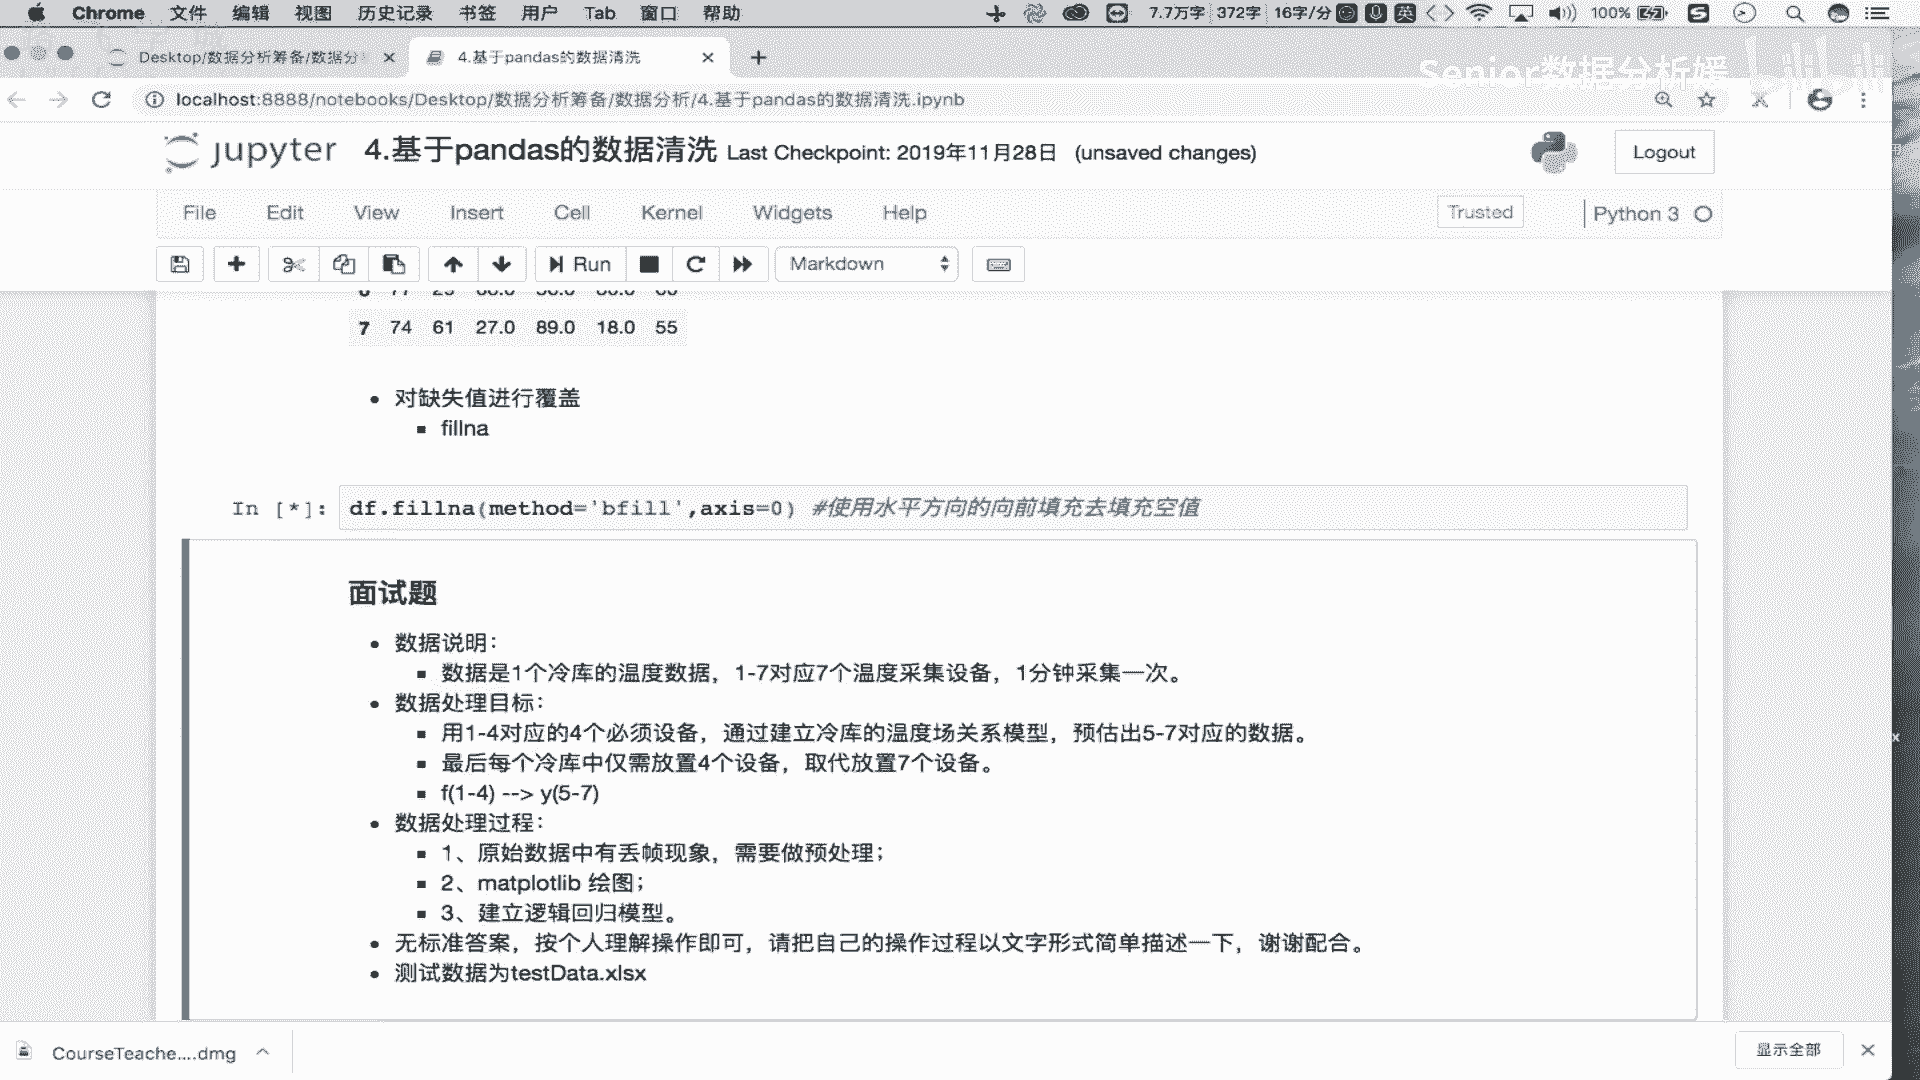 Chrome 文件 编辑 视图 历史记录 书签 用户 Tab 窗口 帮助 7.7万字 372字 16字/分 英 100%
Desktop/数据分析筹备/数据分 4.基于pandas的数据清洗
Senior数据分析媛 bilibili
localhost:8888/notebooks/Desktop/数据分析筹备/数据分析/4.基于pandas的数据清洗.ipynb
jupyter 4.基于pandas的数据清洗 Last Checkpoint: 2019年11月28日 (unsaved changes) Logout
File Edit View Insert Cell Kernel Widgets Help Trusted Python 3
Run Markdown
7 74 61 27.0 89.0 18.0 55
对缺失值进行覆盖
fillna
In [*]: df.fillna(method='bfill',axis=0) #使用水平方向的向前填充去填充空值
面试题
数据说明：
数据是1个冷库的温度数据，1-7对应7个温度采集设备，1分钟采集一次。
数据处理目标：
用1-4对应的4个必须设备，通过建立冷库的温度场关系模型，预估出5-7对应的数据。
最后每个冷库中仅需放置4个设备，取代放置7个设备。
f(1-4) --> y(5-7)
数据处理过程：
1、原始数据中有丢帧现象，需要做预处理；
2、matplotlib 绘图；
3、建立逻辑回归模型。
无标准答案，按个人理解操作即可，请把自己的操作过程以文字形式简单描述一下，谢谢配合。
测试数据为testData.xlsx
CourseTeache....dmg 显示全部